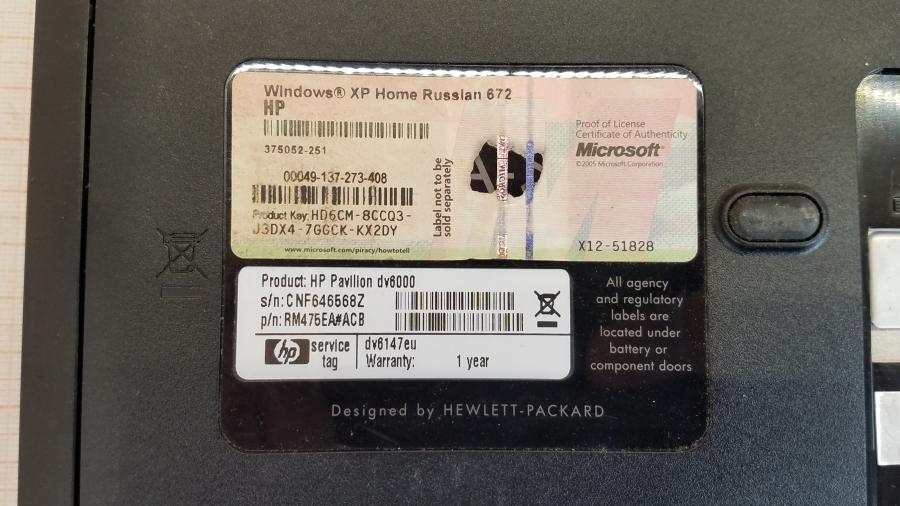 Windows® XP Home Russian 672
HP
375052-251
00049-137-273-408
Product Key: HD6CM-8CCQ3-
J3DX4-7GGCK-KX2DY
www.microsoft.com/piracy/howtotell
Label not to be
sold separately
Proof of License
Certificate of Authenticity
Microsoft®
©2005 Microsoft Corporation
X12-51828
Product: HP Pavilion dv6000
s/n: CNF646568Z
p/n: RM475EA#ACB
hp service
tag
dv6147eu
Warranty: 1 year
All agency
and regulatory
labels are
located under
battery or
component doors
Designed by HEWLETT-PACKARD